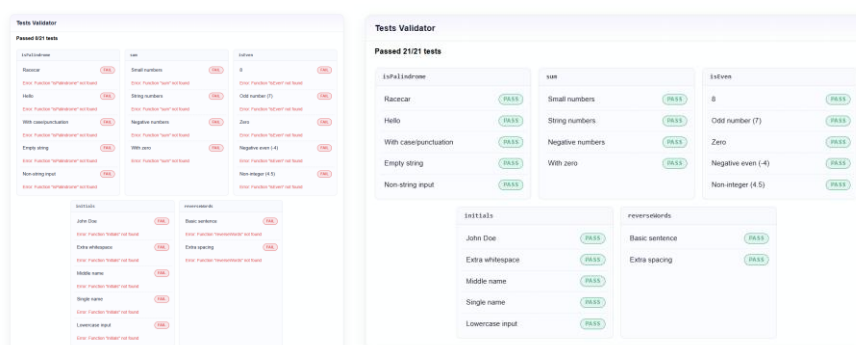 Tests Validator
Passed 0/21 tests
isPalindrome
Racecar FAIL
Error: Function "isPalindrome" not found
Hello FAIL
Error: Function "isPalindrome" not found
With case/punctuation FAIL
Error: Function "isPalindrome" not found
Empty string FAIL
Error: Function "isPalindrome" not found
Non-string input FAIL
Error: Function "isPalindrome" not found
sum
Small numbers FAIL
Error: Function "sum" not found
String numbers FAIL
Error: Function "sum" not found
Negative numbers FAIL
Error: Function "sum" not found
With zero FAIL
Error: Function "sum" not found
isEven
8 FAIL
Error: Function "isEven" not found
Odd number (7) FAIL
Error: Function "isEven" not found
Zero FAIL
Error: Function "isEven" not found
Negative even (-4) FAIL
Error: Function "isEven" not found
Non-integer (4.5) FAIL
Error: Function "isEven" not found
initials
John Doe FAIL
Error: Function "initials" not found
Extra whitespace FAIL
Error: Function "initials" not found
Middle name FAIL
Error: Function "initials" not found
Single name FAIL
Error: Function "initials" not found
Lowercase input FAIL
Error: Function "initials" not found
reverseWords
Basic sentence FAIL
Error: Function "reverseWords" not found
Extra spacing FAIL
Error: Function "reverseWords" not found
Tests Validator
Passed 21/21 tests
isPalindrome
Racecar PASS
Hello PASS
With case/punctuation PASS
Empty string PASS
Non-string input PASS
sum
Small numbers PASS
String numbers PASS
Negative numbers PASS
With zero PASS
isEven
8 PASS
Odd number (7) PASS
Zero PASS
Negative even (-4) PASS
Non-integer (4.5) PASS
initials
John Doe PASS
Extra whitespace PASS
Middle name PASS
Single name PASS
Lowercase input PASS
reverseWords
Basic sentence PASS
Extra spacing PASS